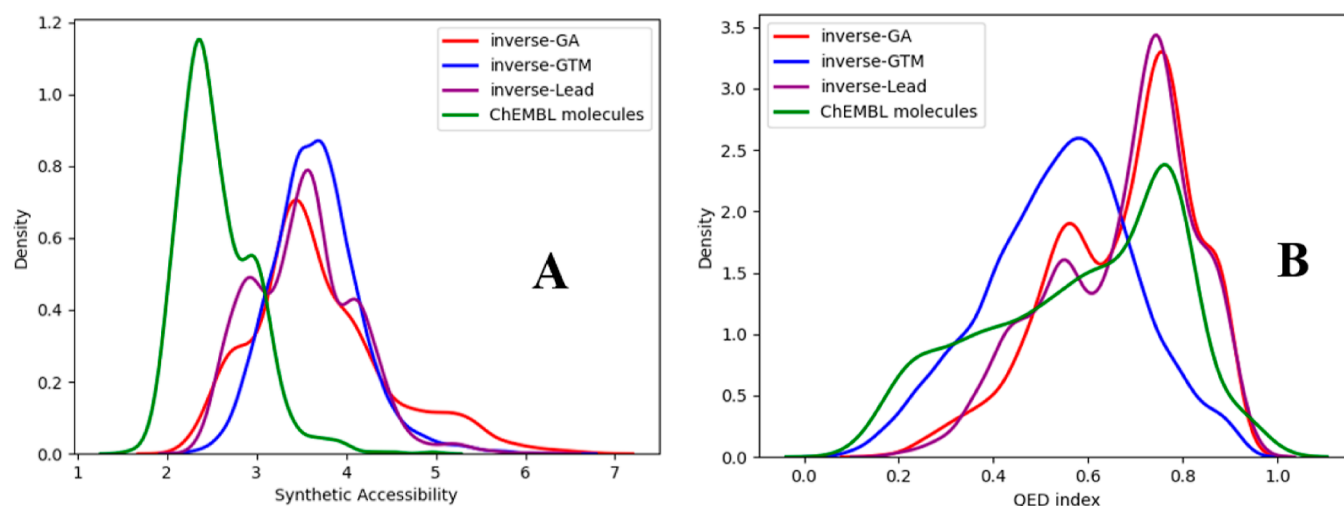 1.2
1.0
0.8
0.6
0.4
0.2
0.0
Density
inverse-GA
inverse-GTM
inverse-Lead
ChEMBL molecules
A
1 2 3 4 5 6 7
Synthetic Accessibility
3.5
3.0
2.5
2.0
1.5
1.0
0.5
0.0
Density
inverse-GA
inverse-GTM
inverse-Lead
ChEMBL molecules
B
0.0 0.2 0.4 0.6 0.8 1.0
QED index